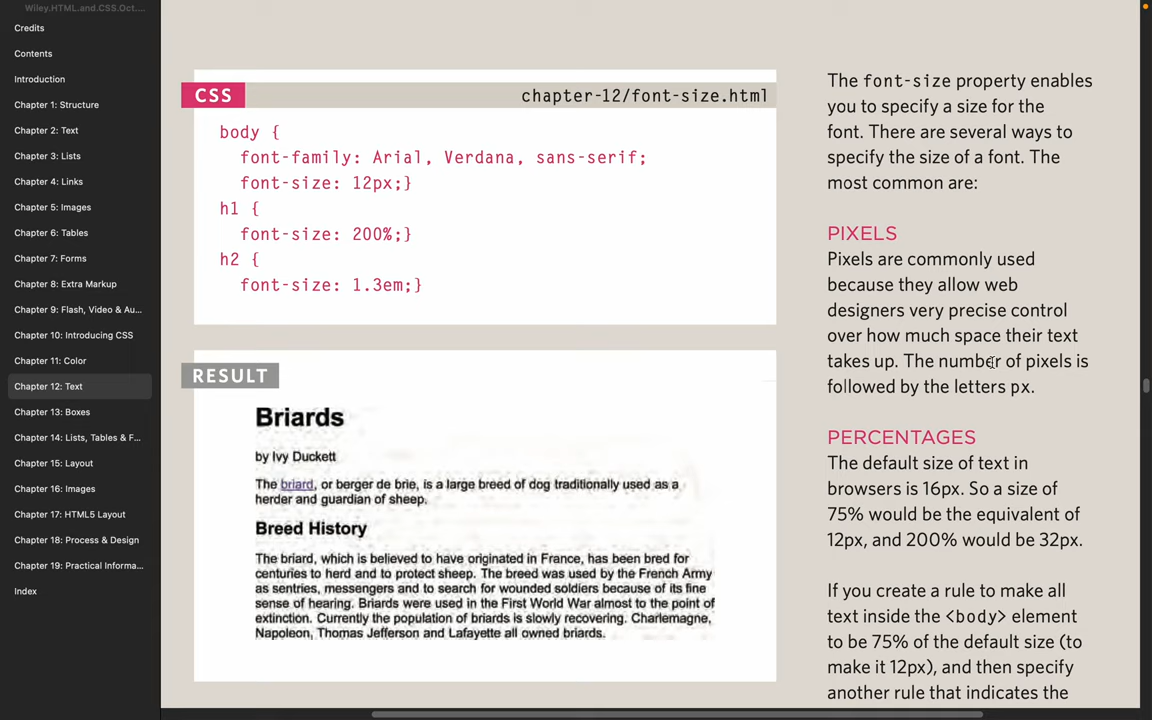 Wiley.HTML.and.CSS.Oct....
Credits
Contents
Introduction
Chapter 1: Structure
Chapter 2: Text
Chapter 3: Lists
Chapter 4: Links
Chapter 5: Images
Chapter 6: Tables
Chapter 7: Forms
Chapter 8: Extra Markup
Chapter 9: Flash, Video & Au...
Chapter 10: Introducing CSS
Chapter 11: Color
Chapter 12: Text
Chapter 13: Boxes
Chapter 14: Lists, Tables & F...
Chapter 15: Layout
Chapter 16: Images
Chapter 17: HTML5 Layout
Chapter 18: Process & Design
Chapter 19: Practical Informa...
Index
CSS
chapter-12/font-size.html
body {
font-family: Arial, Verdana, sans-serif;
font-size: 12px;}
h1 {
font-size: 200%;}
h2 {
font-size: 1.3em;}
RESULT
Briards
by Ivy Duckett
The briard, or berger de brie, is a large breed of dog traditionally used as a
herder and guardian of sheep.
Breed History
The briard, which is believed to have originated in France, has been bred for
centuries to herd and to protect sheep. The breed was used by the French Army
as sentries, messengers and to search for wounded soldiers because of its fine
sense of hearing. Briards were used in the First World War almost to the point of
extinction. Currently the population of briards is slowly recovering. Charlemagne,
Napoleon, Thomas Jefferson and Lafayette all owned briards.
The font-size property enables
you to specify a size for the
font. There are several ways to
specify the size of a font. The
most common are:
PIXELS
Pixels are commonly used
because they allow web
designers very precise control
over how much space their text
takes up. The number of pixels is
followed by the letters px.
PERCENTAGES
The default size of text in
browsers is 16px. So a size of
75% would be the equivalent of
12px, and 200% would be 32px.
If you create a rule to make all
text inside the <body> element
to be 75% of the default size (to
make it 12px), and then specify
another rule that indicates the